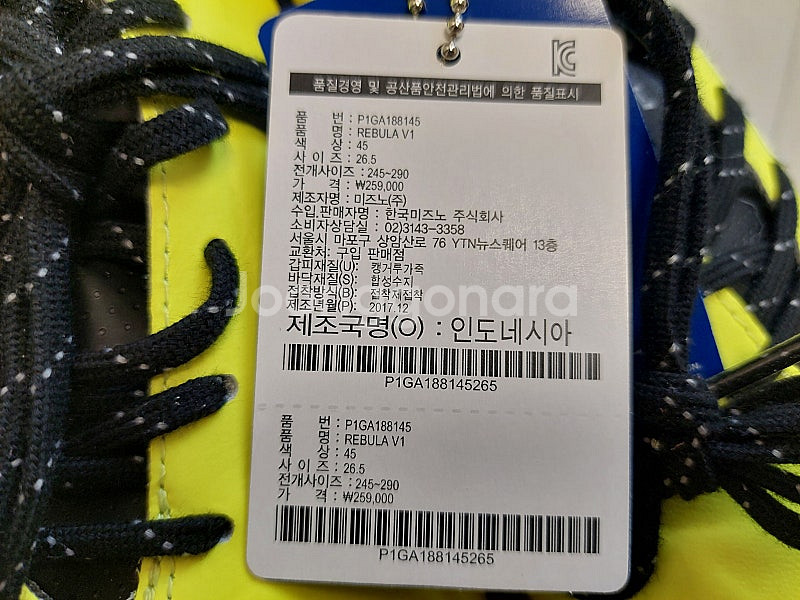 품질경영 및 공산품안전관리법에 의한 품질표시
품 번 : P1GA188145
품 명 : REBULA V1
색 상 : 45
사 이 즈 : 26.5
전개사이즈 : 245~290
가 격 : ₩259,000
제조자명 : 미즈노(주)
수입,판매자명 : 한국미즈노 주식회사
소비자상담실 : 02)3143-3358
서울시 마포구 상암산로 76 YTN뉴스퀘어 13층
교환처: 구입 판매점
갑피재질(U): 캥거루가죽
바닥재질(S): 합성수지
접착방식(B): 접착제접착
제조년월(P): 2017.12
제조국명(O) : 인도네시아
P1GA188145265
품 번 : P1GA188145
품 명 : REBULA V1
색 상 : 45
사 이 즈 : 26.5
전개사이즈 : 245~290
가 격 : ₩259,000
P1GA188145265